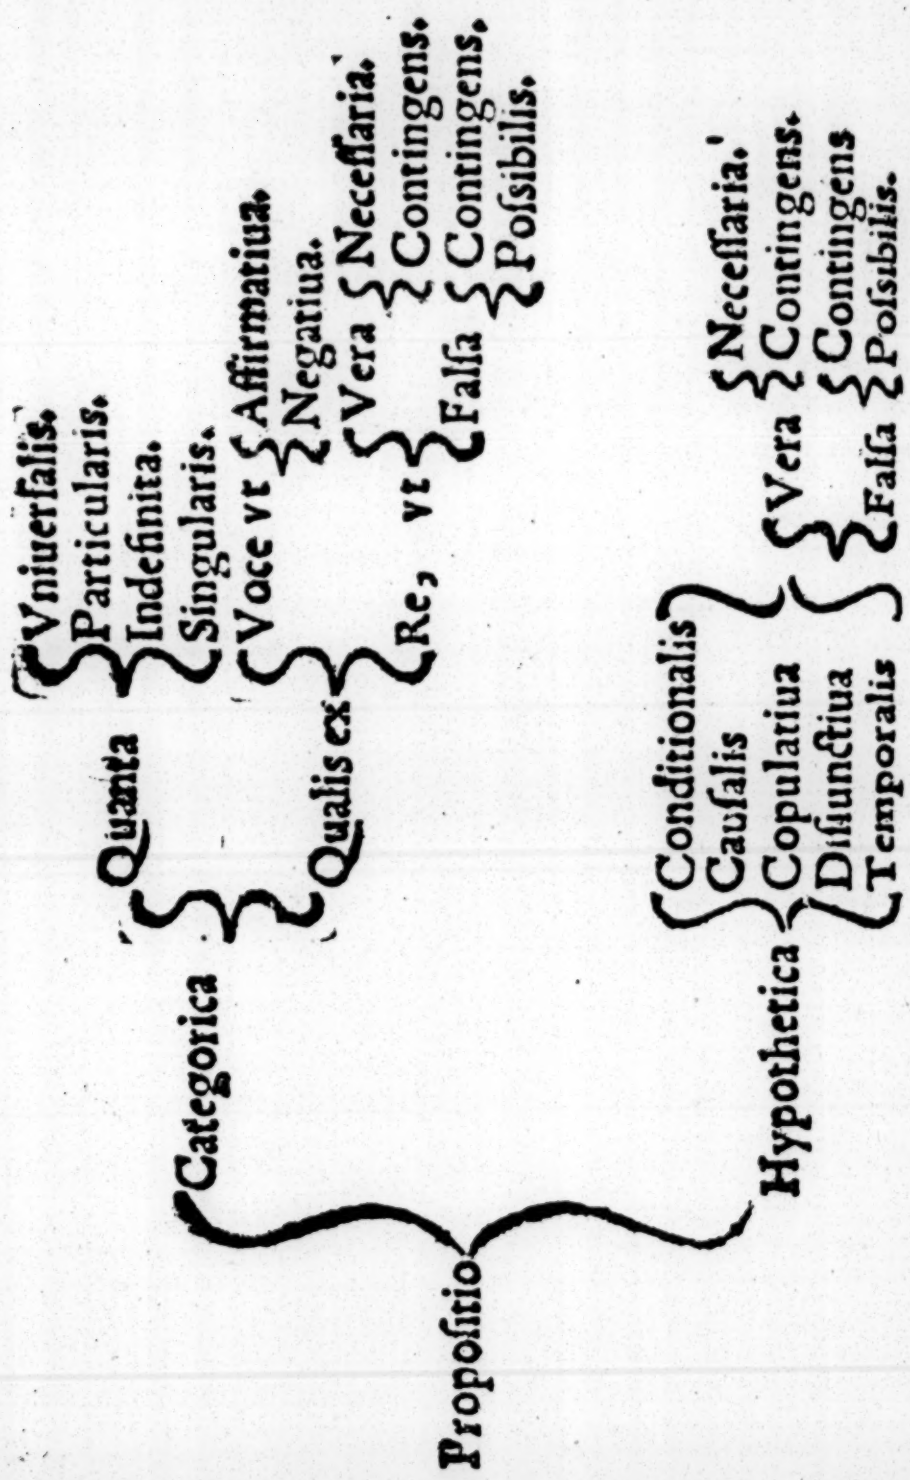 Propoſitio
Categorica
Quanta
Vniuerſalis.
Particularis.
Indefinita.
Singularis.
Qualis ex
Voce vt
Affirmatiua.
Negatiua.
Re, vt
Vera
Neceſſaria.
Contingens.
Falſa
Contingens.
Poſsibilis.
Hypothetica
Conditionalis
Cauſalis
Copulatiua
Diſiunctiua
Temporalis
Vera
Neceſſaria.
Contingens.
Falſa
Contingens
Poſsibilis.